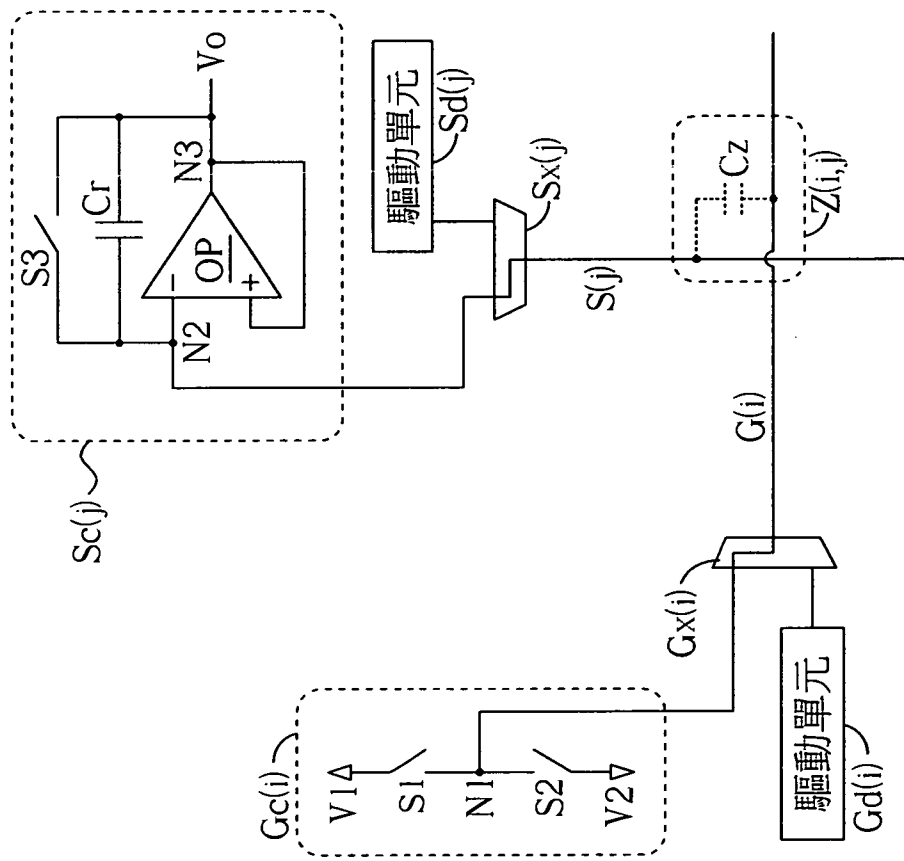 S3
Cr
N2
OP
−
+
N3
Vo
Sc(j)
驅動單元
Sd(j)
Sx(j)
S(j)
Cz
Z(i,j)
G(i)
Gx(i)
Gc(i)
V1
S1
N1
S2
V2
驅動單元
Gd(i)